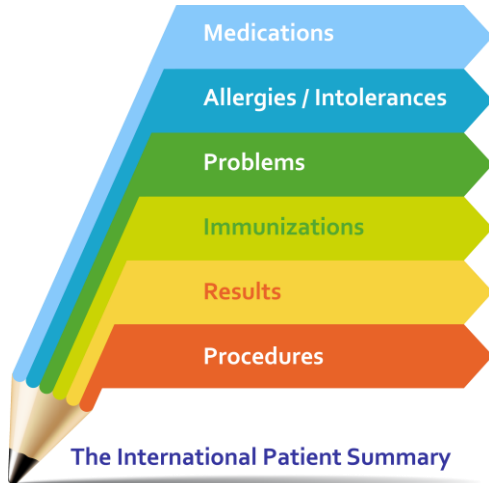 Medications
Allergies / Intolerances
Problems
Immunizations
Results
Procedures
The International Patient Summary